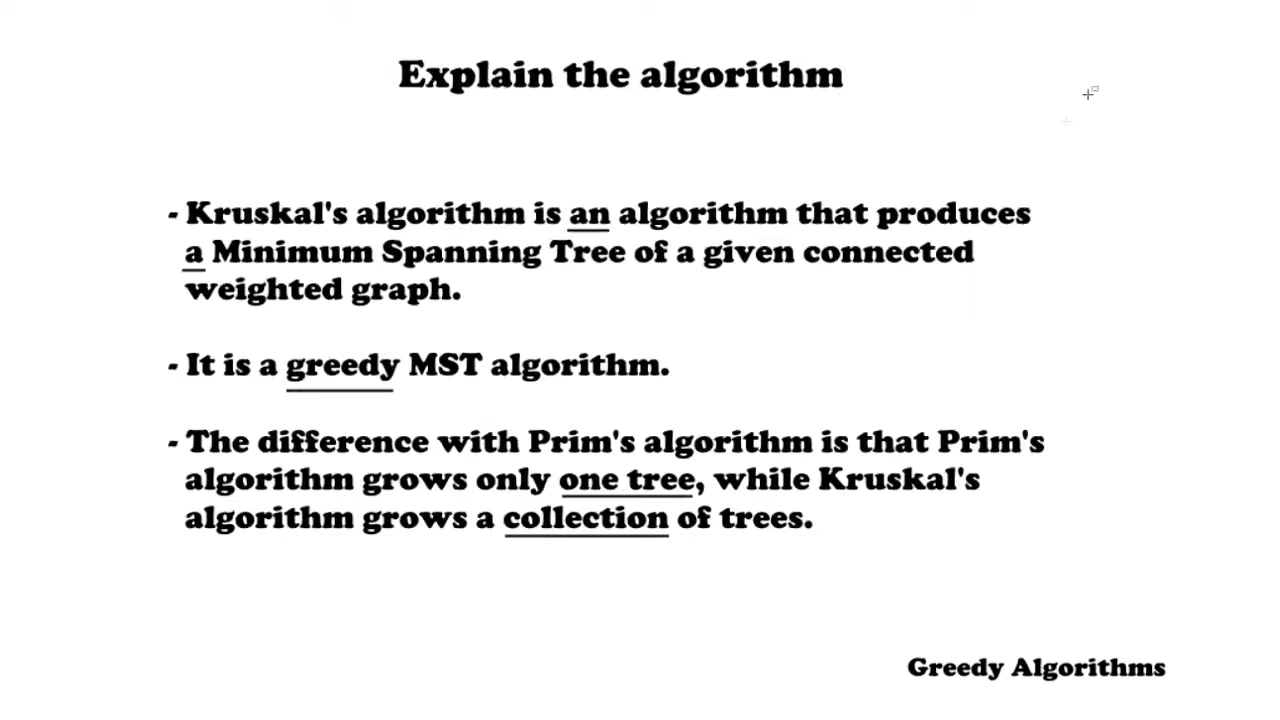 Explain the algorithm
- Kruskal's algorithm is an algorithm that produces
a Minimum Spanning Tree of a given connected
weighted graph.
- It is a greedy MST algorithm.
- The difference with Prim's algorithm is that Prim's
algorithm grows only one tree, while Kruskal's
algorithm grows a collection of trees.
Greedy Algorithms